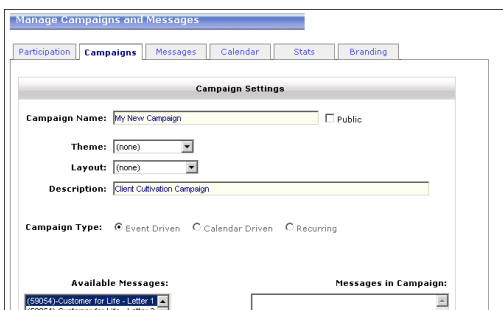 Manage Campaigns and Messages
Participation Campaigns Messages Calendar Stats Branding
Campaign Settings
Campaign Name: My New Campaign Public
Theme: (none)
Layout: (none)
Description: Client Cultivation Campaign
Campaign Type: Event Driven Calendar Driven Recurring
Available Messages: Messages in Campaign:
(59054)-Customer for Life - Letter 1